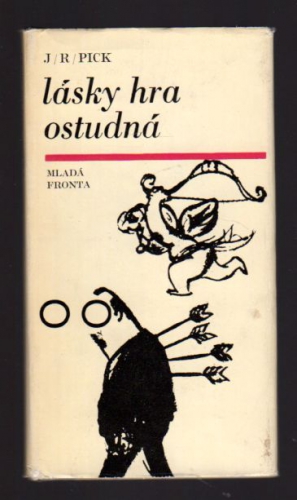 J/R/PICK
lásky hra
ostudná
MLADÁ
FRONTA